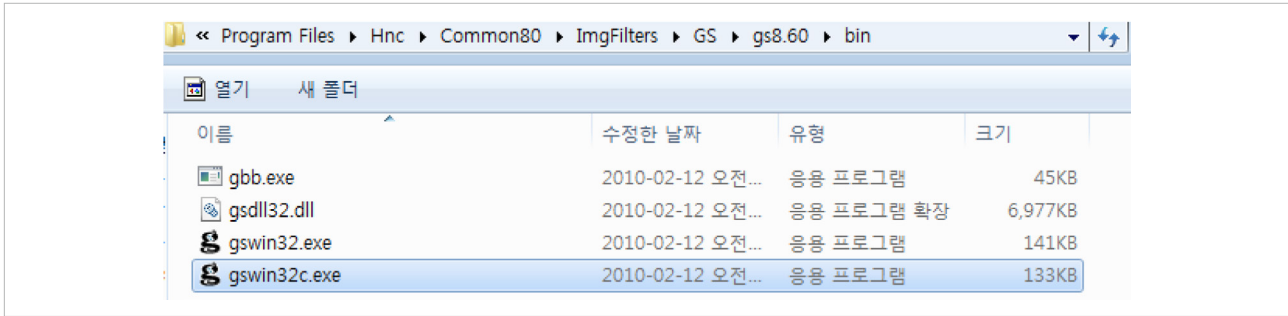 « Program Files ▸ Hnc ▸ Common80 ▸ ImgFilters ▸ GS ▸ gs8.60 ▸ bin
열기 새 폴더
이름 수정한 날짜 유형 크기
gbb.exe 2010-02-12 오전... 응용 프로그램 45KB
gsdll32.dll 2010-02-12 오전... 응용 프로그램 확장 6,977KB
gswin32.exe 2010-02-12 오전... 응용 프로그램 141KB
gswin32c.exe 2010-02-12 오전... 응용 프로그램 133KB